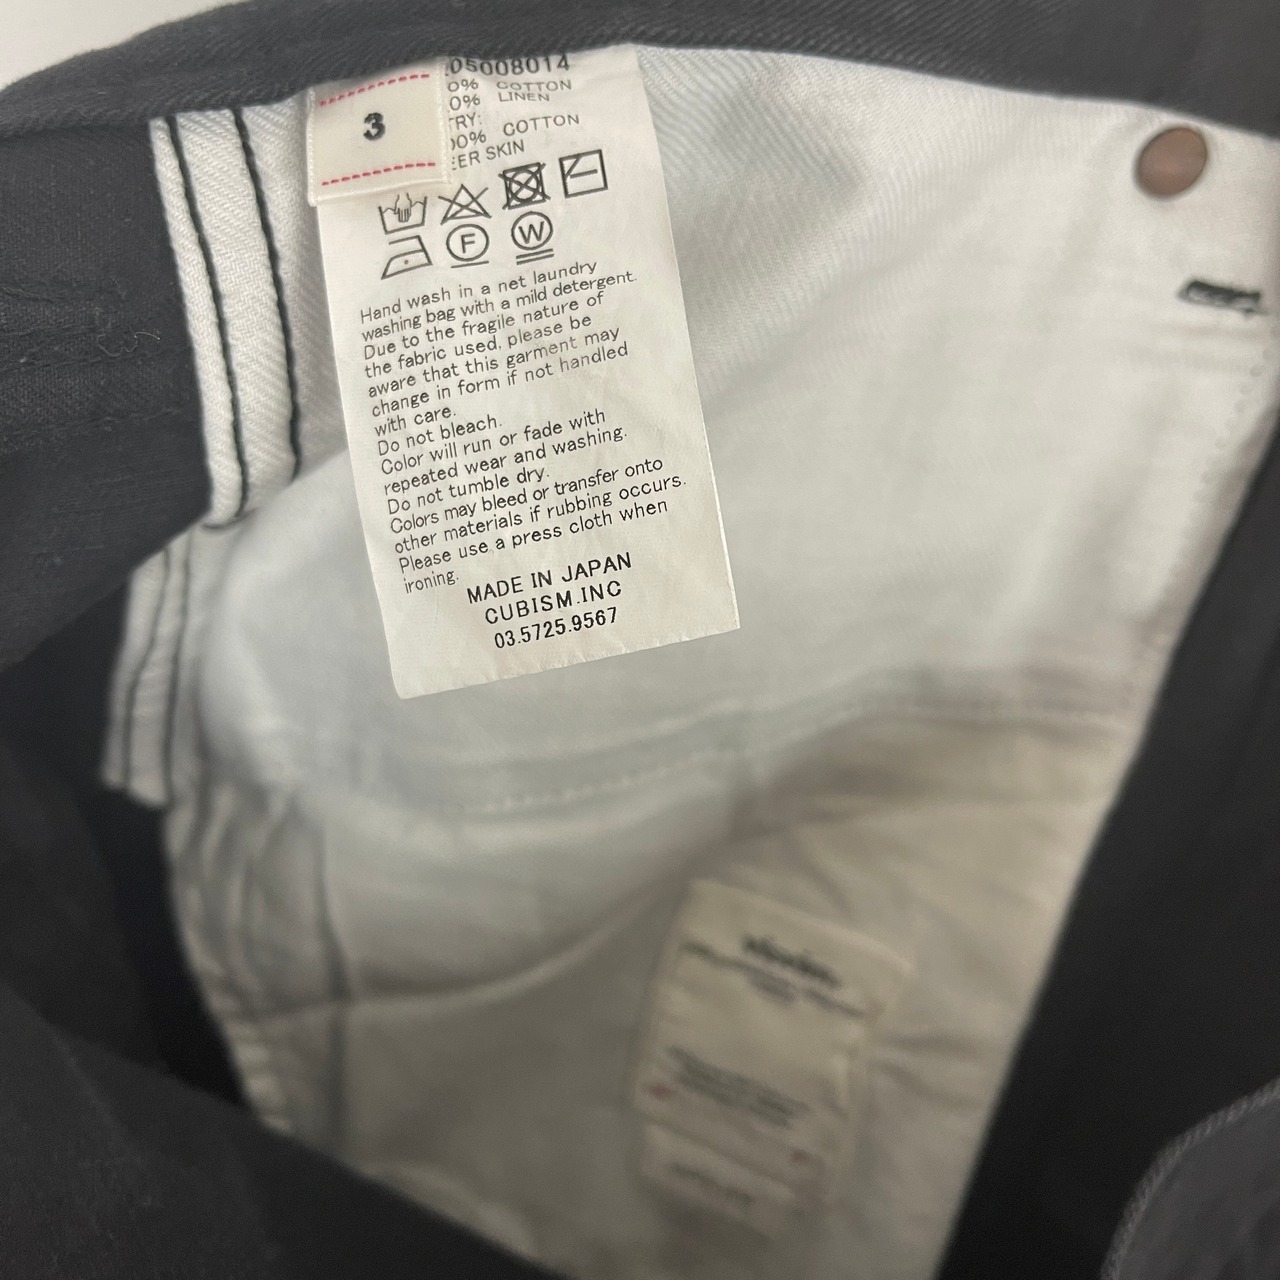 3
05008014
0% COTTON
0% LINEN
RY:
00% COTTON
ER SKIN
F
W
Hand wash in a net laundry
washing bag with a mild detergent.
Due to the fragile nature of
the fabric used, please be
aware that this garment may
change in form if not handled
with care.
Do not bleach.
Color will run or fade with
repeated wear and washing.
Do not tumble dry.
Colors may bleed or transfer onto
other materials if rubbing occurs.
Please use a press cloth when
ironing.
MADE IN JAPAN
CUBISM.INC
03.5725.9567